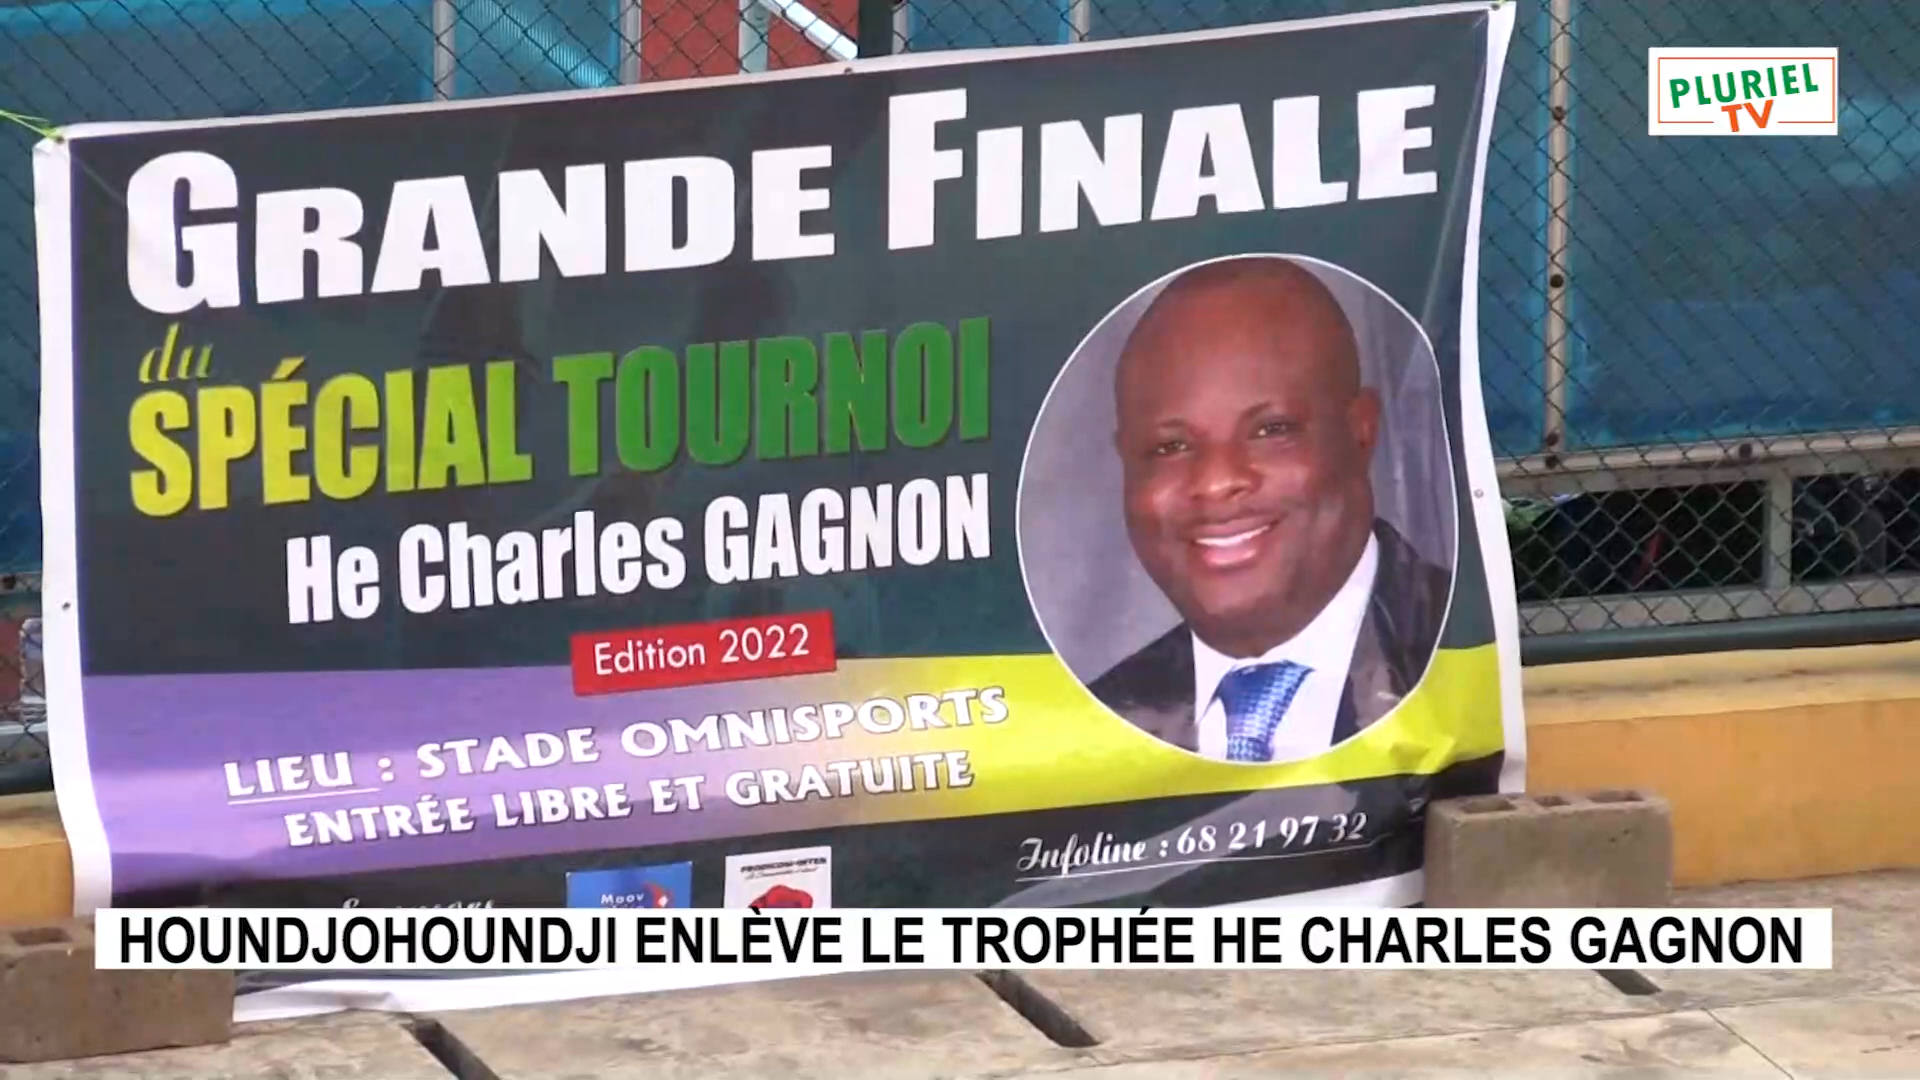 PLURIEL
TV
GRANDE FINALE
du
SPÉCIAL TOURNOI
He Charles GAGNON
Edition 2022
LIEU : STADE OMNISPORTS
ENTRÉE LIBRE ET GRATUITE
Infoline : 68 21 97 32
Moov
HOUNDJOHOUNDJI ENLÈVE LE TROPHÉE HE CHARLES GAGNON